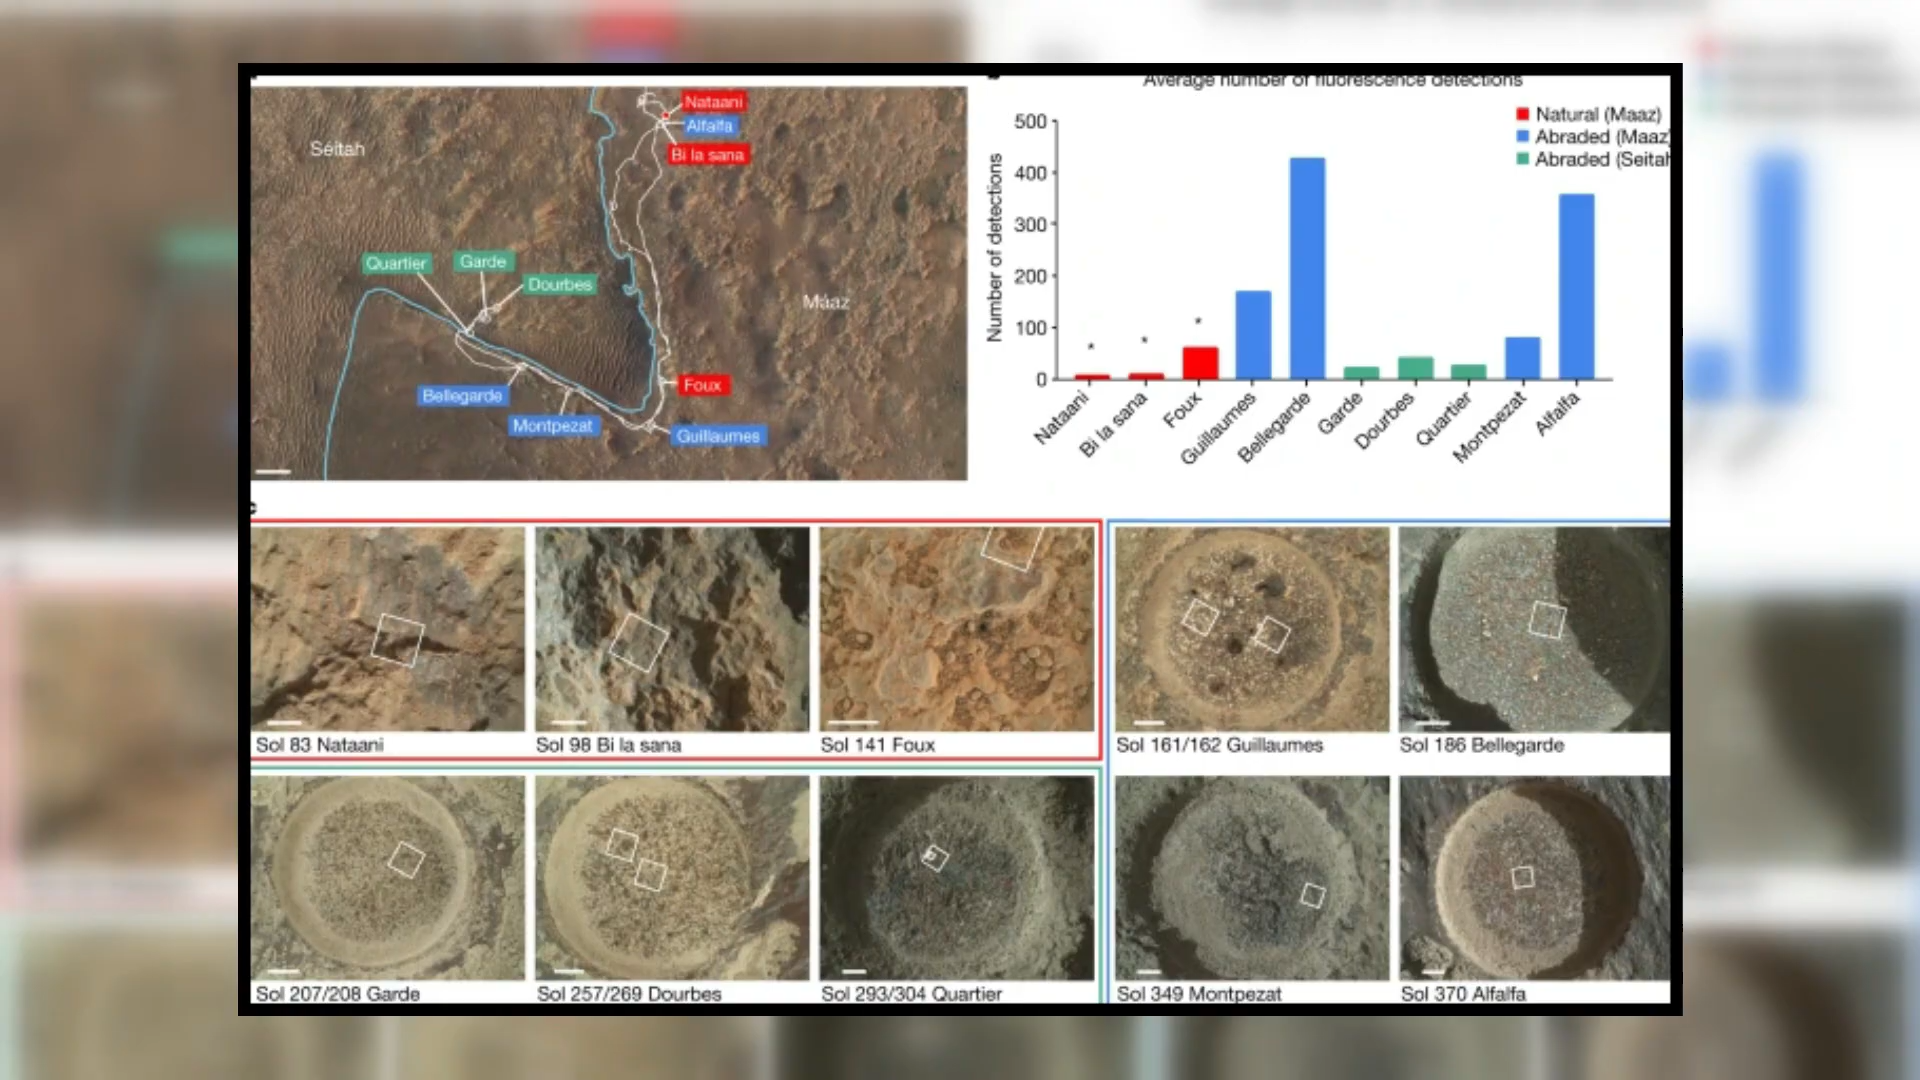 Average number of fluorescence detections
Nataani
Alfalfa
Bi la sana
Séítah
Quartier
Garde
Dourbes
Máaz
Foux
Bellegarde
Montpezat
Guillaumes
Natural (Maaz)
Abraded (Maaz)
Abraded (Seitah
Number of detections
500
400
300
200
100
0
*
*
*
Nataani
Bi la sana
Foux
Guillaumes
Bellegarde
Garde
Dourbes
Quartier
Montpezat
Alfalfa
Sol 83 Nataani
Sol 98 Bi la sana
Sol 141 Foux
Sol 161/162 Guillaumes
Sol 186 Bellegarde
Sol 207/208 Garde
Sol 257/269 Dourbes
Sol 293/304 Quartier
Sol 349 Montpezat
Sol 370 Alfalfa